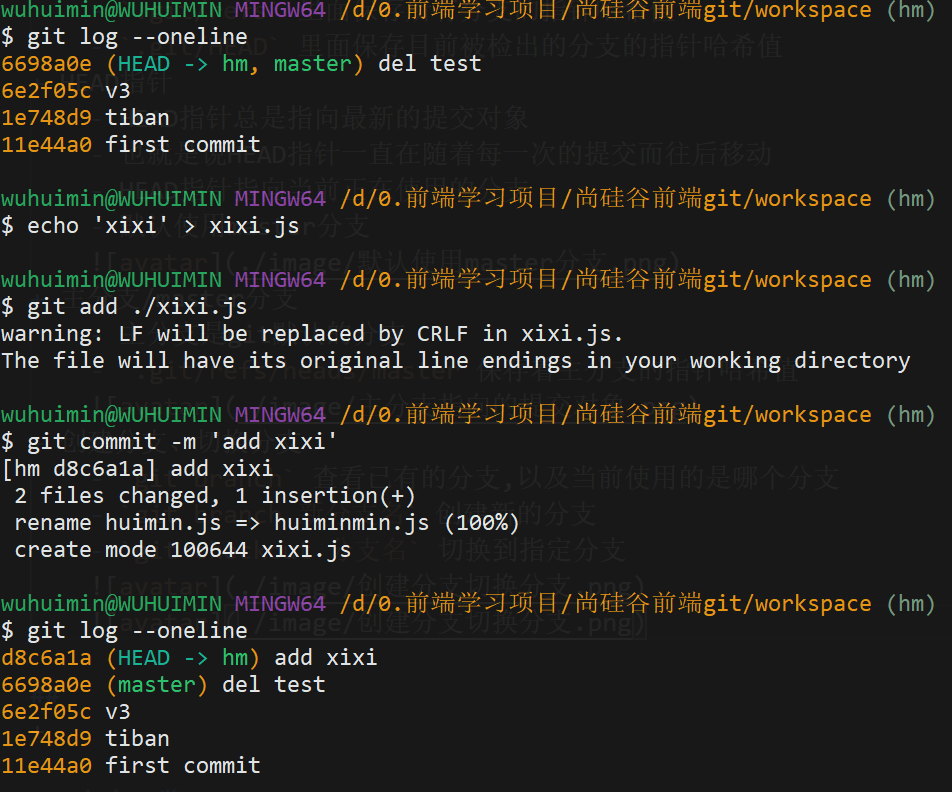 wuhuimin@WUHUIMIN MINGW64 /d/0.前端学习项目/尚硅谷前端git/workspace (hm)
$ git log --oneline
6698a0e (HEAD -> hm, master) del test
6e2f05c v3
1e748d9 tiban
11e44a0 first commit
wuhuimin@WUHUIMIN MINGW64 /d/0.前端学习项目/尚硅谷前端git/workspace (hm)
$ echo 'xixi' > xixi.js
wuhuimin@WUHUIMIN MINGW64 /d/0.前端学习项目/尚硅谷前端git/workspace (hm)
$ git add ./xixi.js
warning: LF will be replaced by CRLF in xixi.js.
The file will have its original line endings in your working directory
wuhuimin@WUHUIMIN MINGW64 /d/0.前端学习项目/尚硅谷前端git/workspace (hm)
$ git commit -m 'add xixi'
[hm d8c6a1a] add xixi
 2 files changed, 1 insertion(+)
 rename huimin.js => huiminmin.js (100%)
 create mode 100644 xixi.js
wuhuimin@WUHUIMIN MINGW64 /d/0.前端学习项目/尚硅谷前端git/workspace (hm)
$ git log --oneline
d8c6a1a (HEAD -> hm) add xixi
6698a0e (master) del test
6e2f05c v3
1e748d9 tiban
11e44a0 first commit